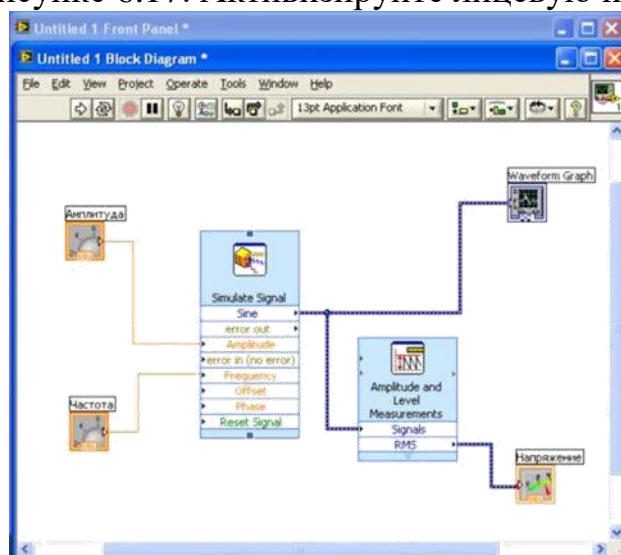 исунке 8.17. Активизируйте лицевую п
Untitled 1 Front Panel *
Untitled 1 Block Diagram *
File Edit View Project Operate Tools Window Help
13pt Application Font
Waveform Graph
Амплитуда
Simulate Signal
Sine
error out
Amplitude
error in (no error)
Frequency
Offset
Phase
Reset Signal
Частота
Amplitude and
Level
Measurements
Signals
RMS
Напряжение